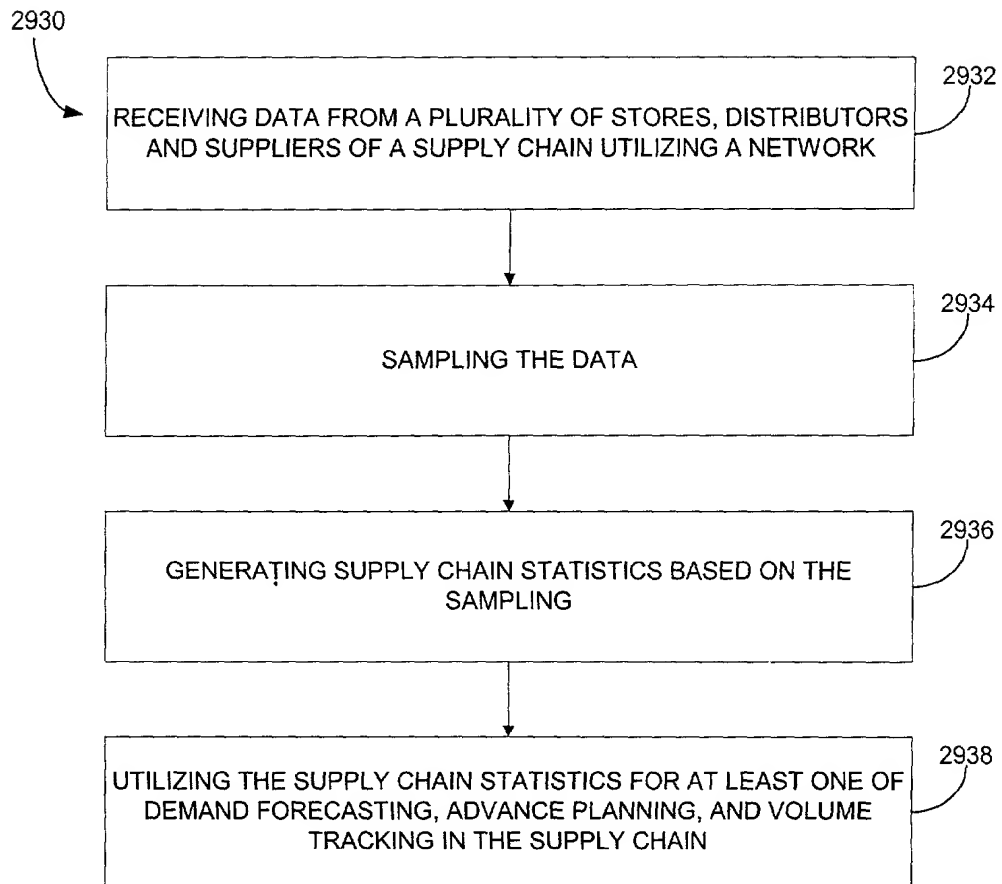 2930
2932
RECEIVING DATA FROM A PLURALITY OF STORES, DISTRIBUTORS
AND SUPPLIERS OF A SUPPLY CHAIN UTILIZING A NETWORK
2934
SAMPLING THE DATA
2936
GENERATING SUPPLY CHAIN STATISTICS BASED ON THE
SAMPLING
2938
UTILIZING THE SUPPLY CHAIN STATISTICS FOR AT LEAST ONE OF
DEMAND FORECASTING, ADVANCE PLANNING, AND VOLUME
TRACKING IN THE SUPPLY CHAIN